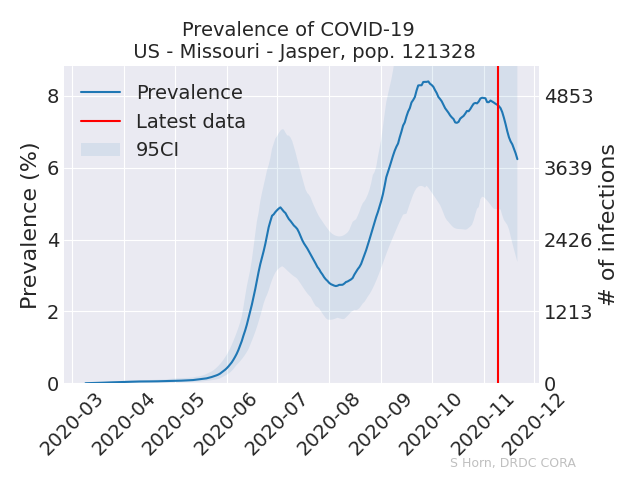 Prevalence of COVID-19
US - Missouri - Jasper, pop. 121328
Prevalence
Latest data
95CI
Prevalence (%)
8
6
4
2
0
4853
3639
2426
1213
0
# of infections
2020-03
2020-04
2020-05
2020-06
2020-07
2020-08
2020-09
2020-10
2020-11
2020-12
S Horn, DRDC CORA